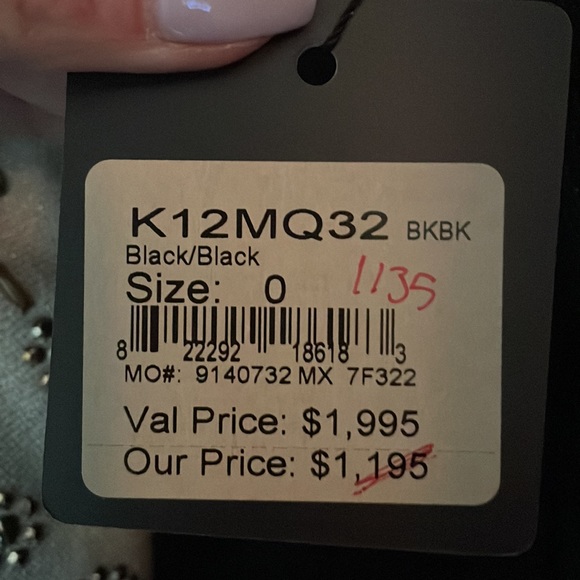 K12MQ32 BKBK
Black/Black
1135
Size: 0
8 22292 18618 3
MO#: 9140732 MX 7F322
Val Price: $1,995
Our Price: $1,195